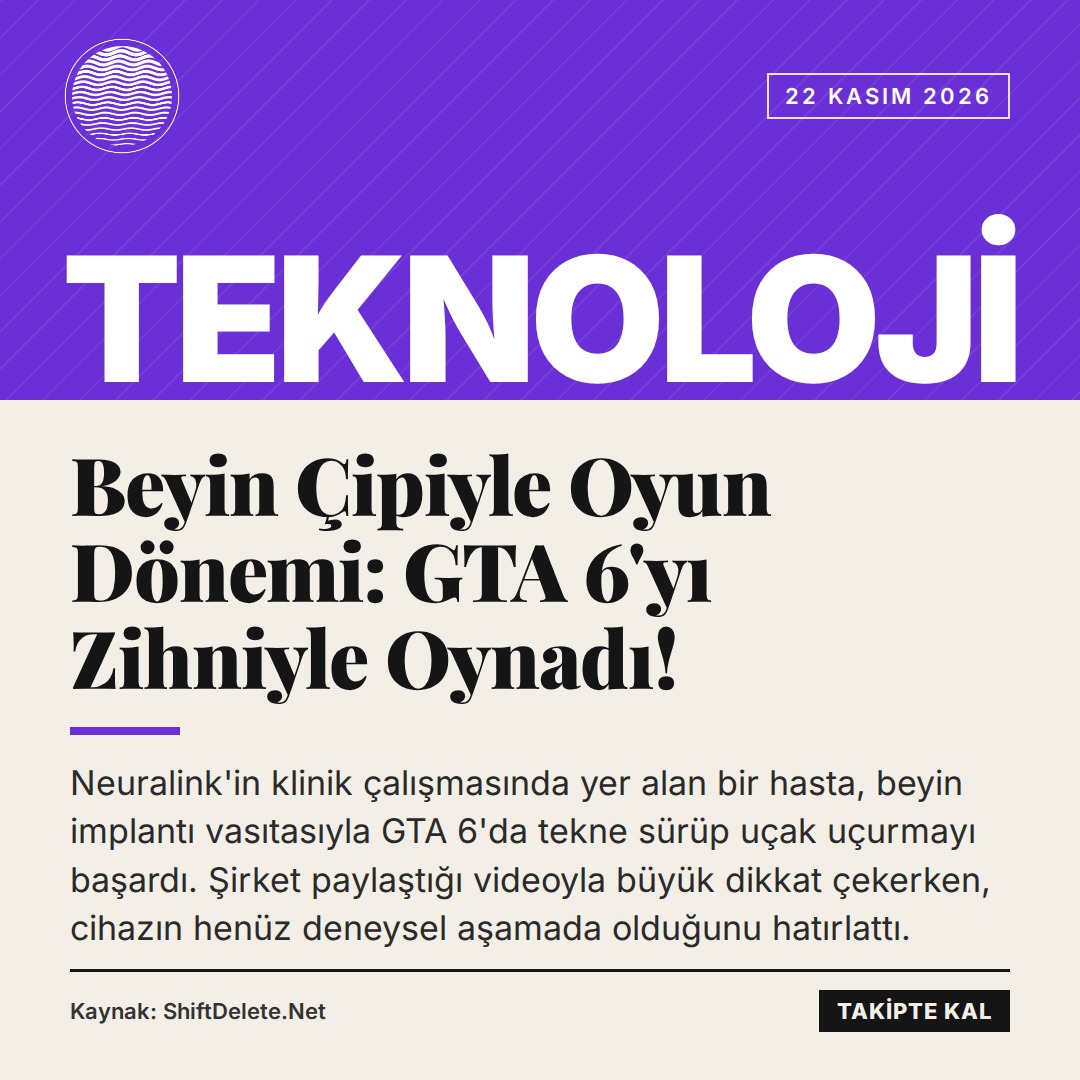 22 KASIM 2026
TEKNOLOJİ
Beyin Çipiyle Oyun
Dönemi: GTA 6'yı
Zihniyle Oynadı!
Neuralink'in klinik çalışmasında yer alan bir hasta, beyin
implantı vasıtasıyla GTA 6'da tekne sürüp uçak uçurmayı
başardı. Şirket paylaştığı videoyla büyük dikkat çekerken,
cihazın henüz deneysel aşamada olduğunu hatırlattı.
Kaynak: ShiftDelete.Net
TAKİPTE KAL